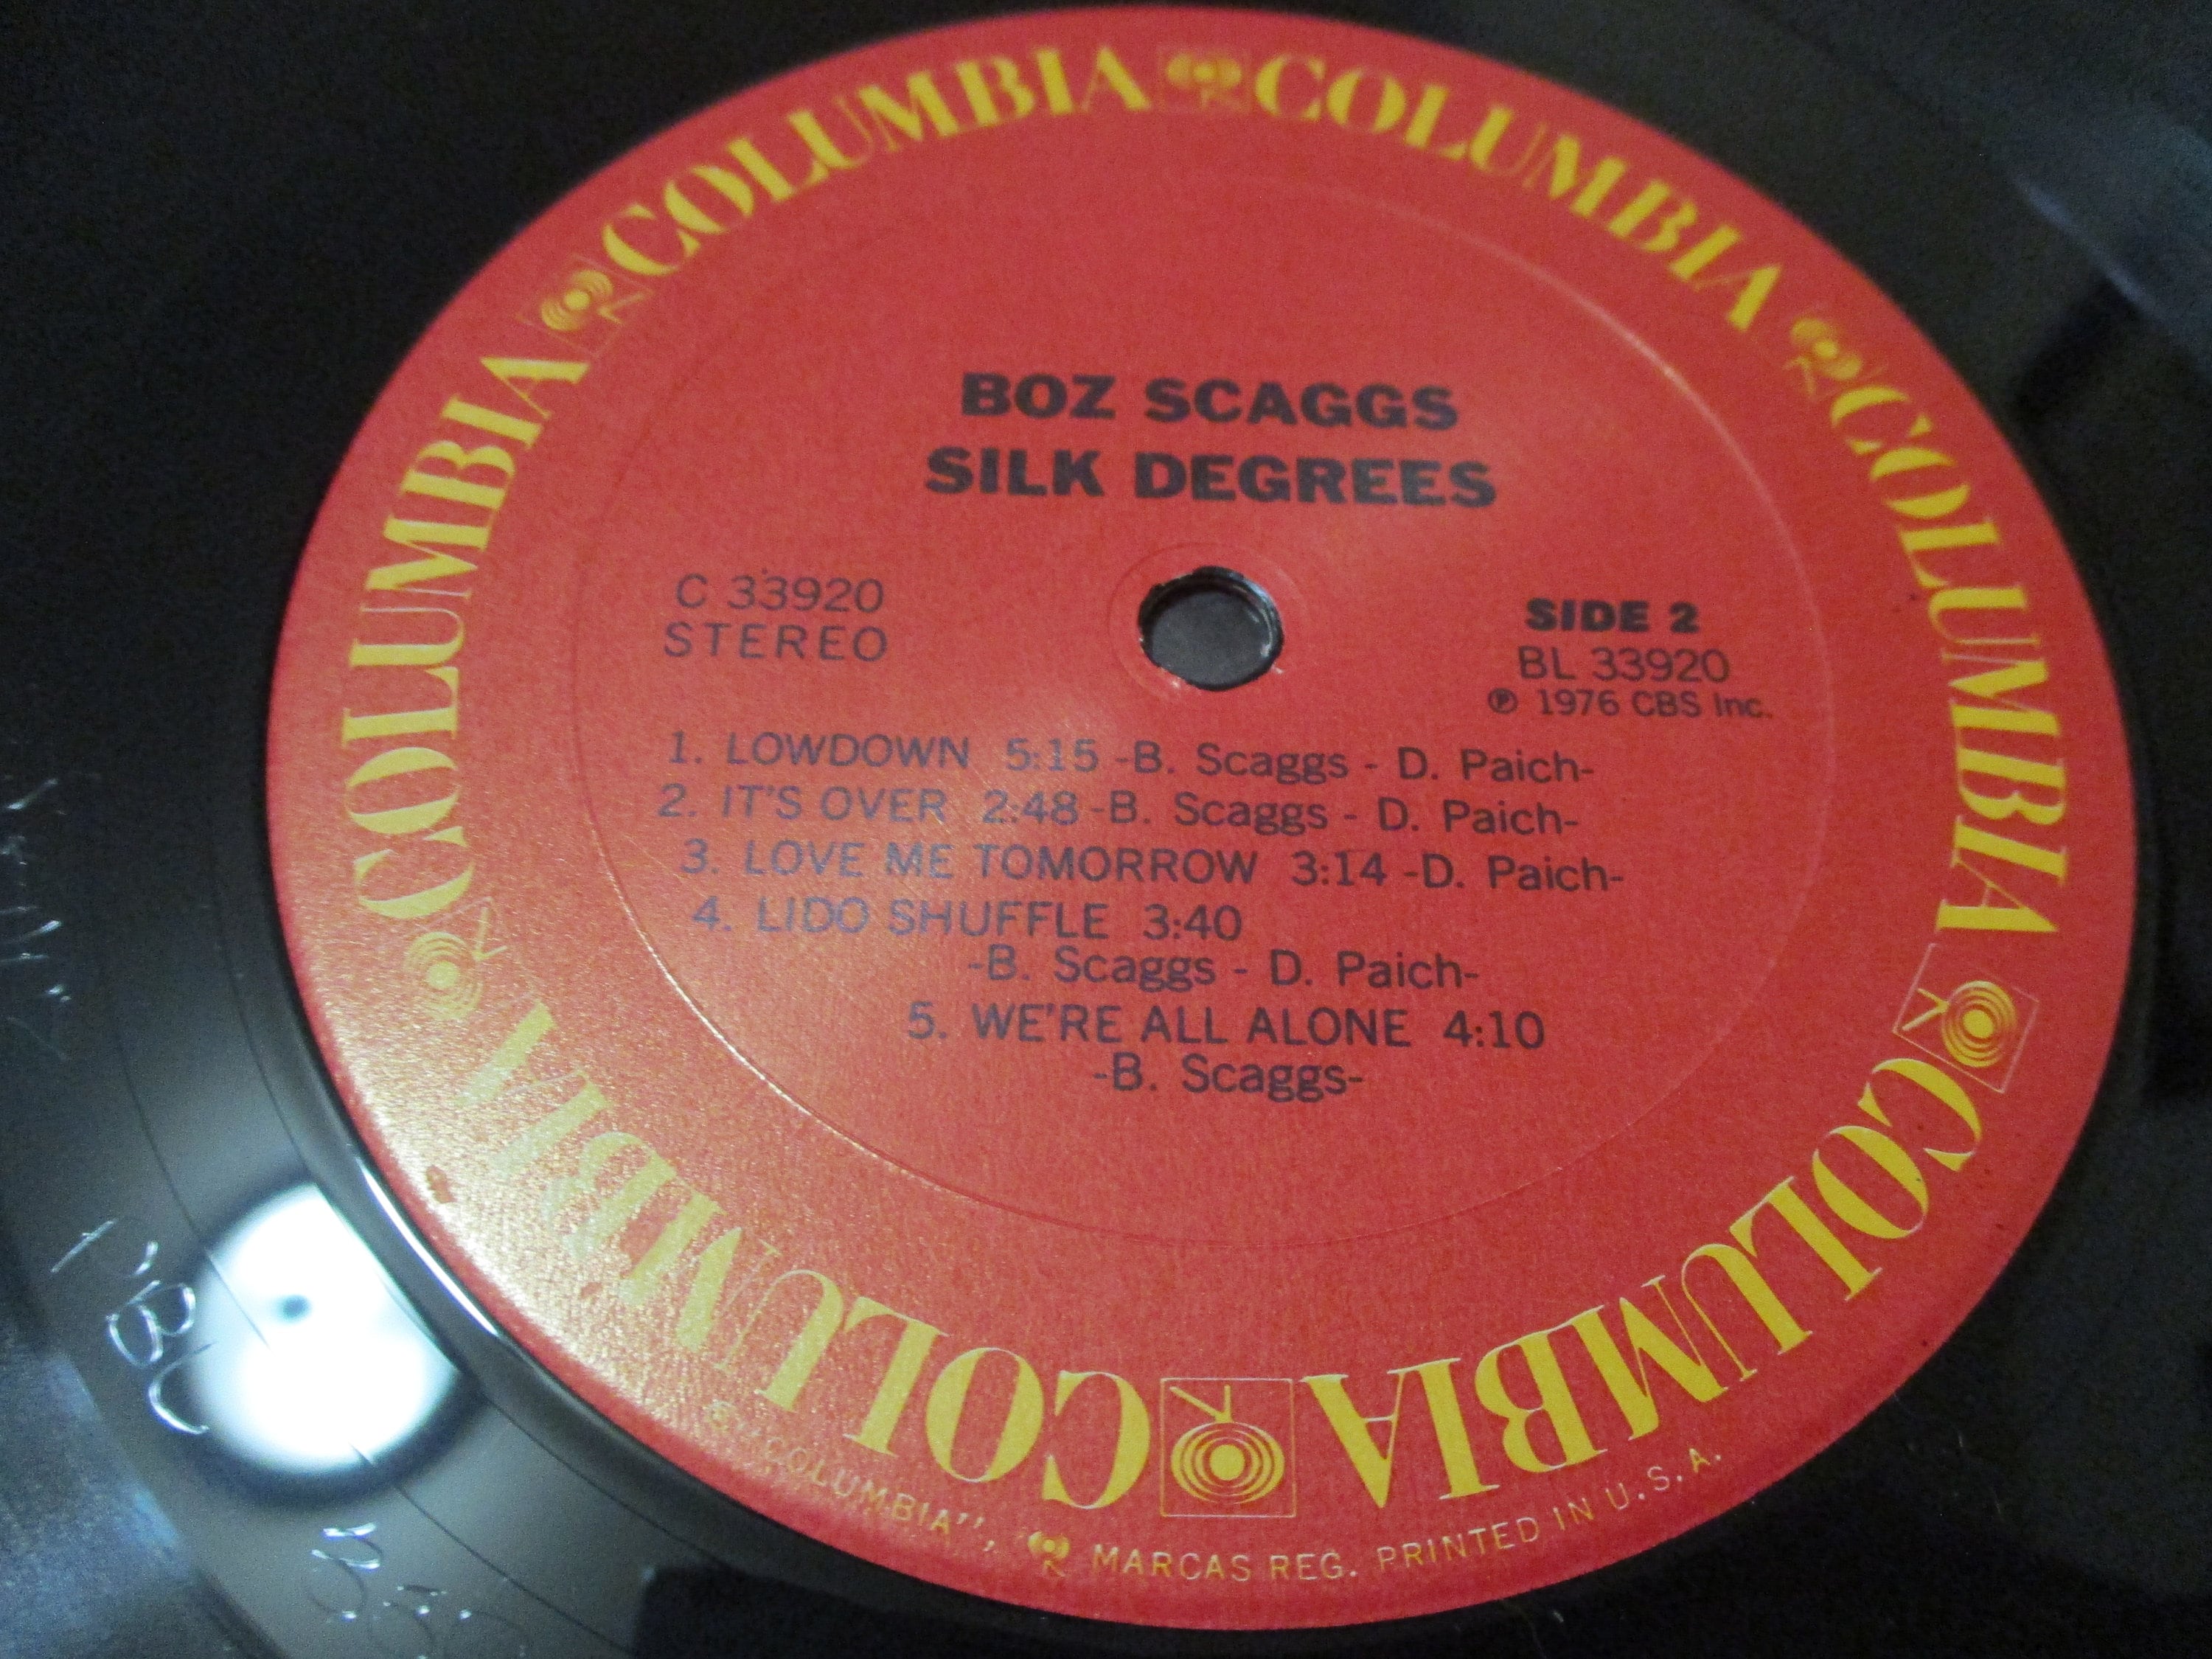 COLUMBIA COLUMBIA COLUMBIA COLUMBIA COLUMBIA COLUMBIA
BOZ SCAGGS
SILK DEGREES
C 33920
STEREO
SIDE 2
BL 33920
℗ 1976 CBS Inc.
1. LOWDOWN 5:15 -B. Scaggs - D. Paich-
2. IT'S OVER 2:48 -B. Scaggs - D. Paich-
3. LOVE ME TOMORROW 3:14 -D. Paich-
4. LIDO SHUFFLE 3:40
-B. Scaggs - D. Paich-
5. WE'RE ALL ALONE 4:10
-B. Scaggs-
"COLUMBIA", MARCAS REG. PRINTED IN U.S.A.